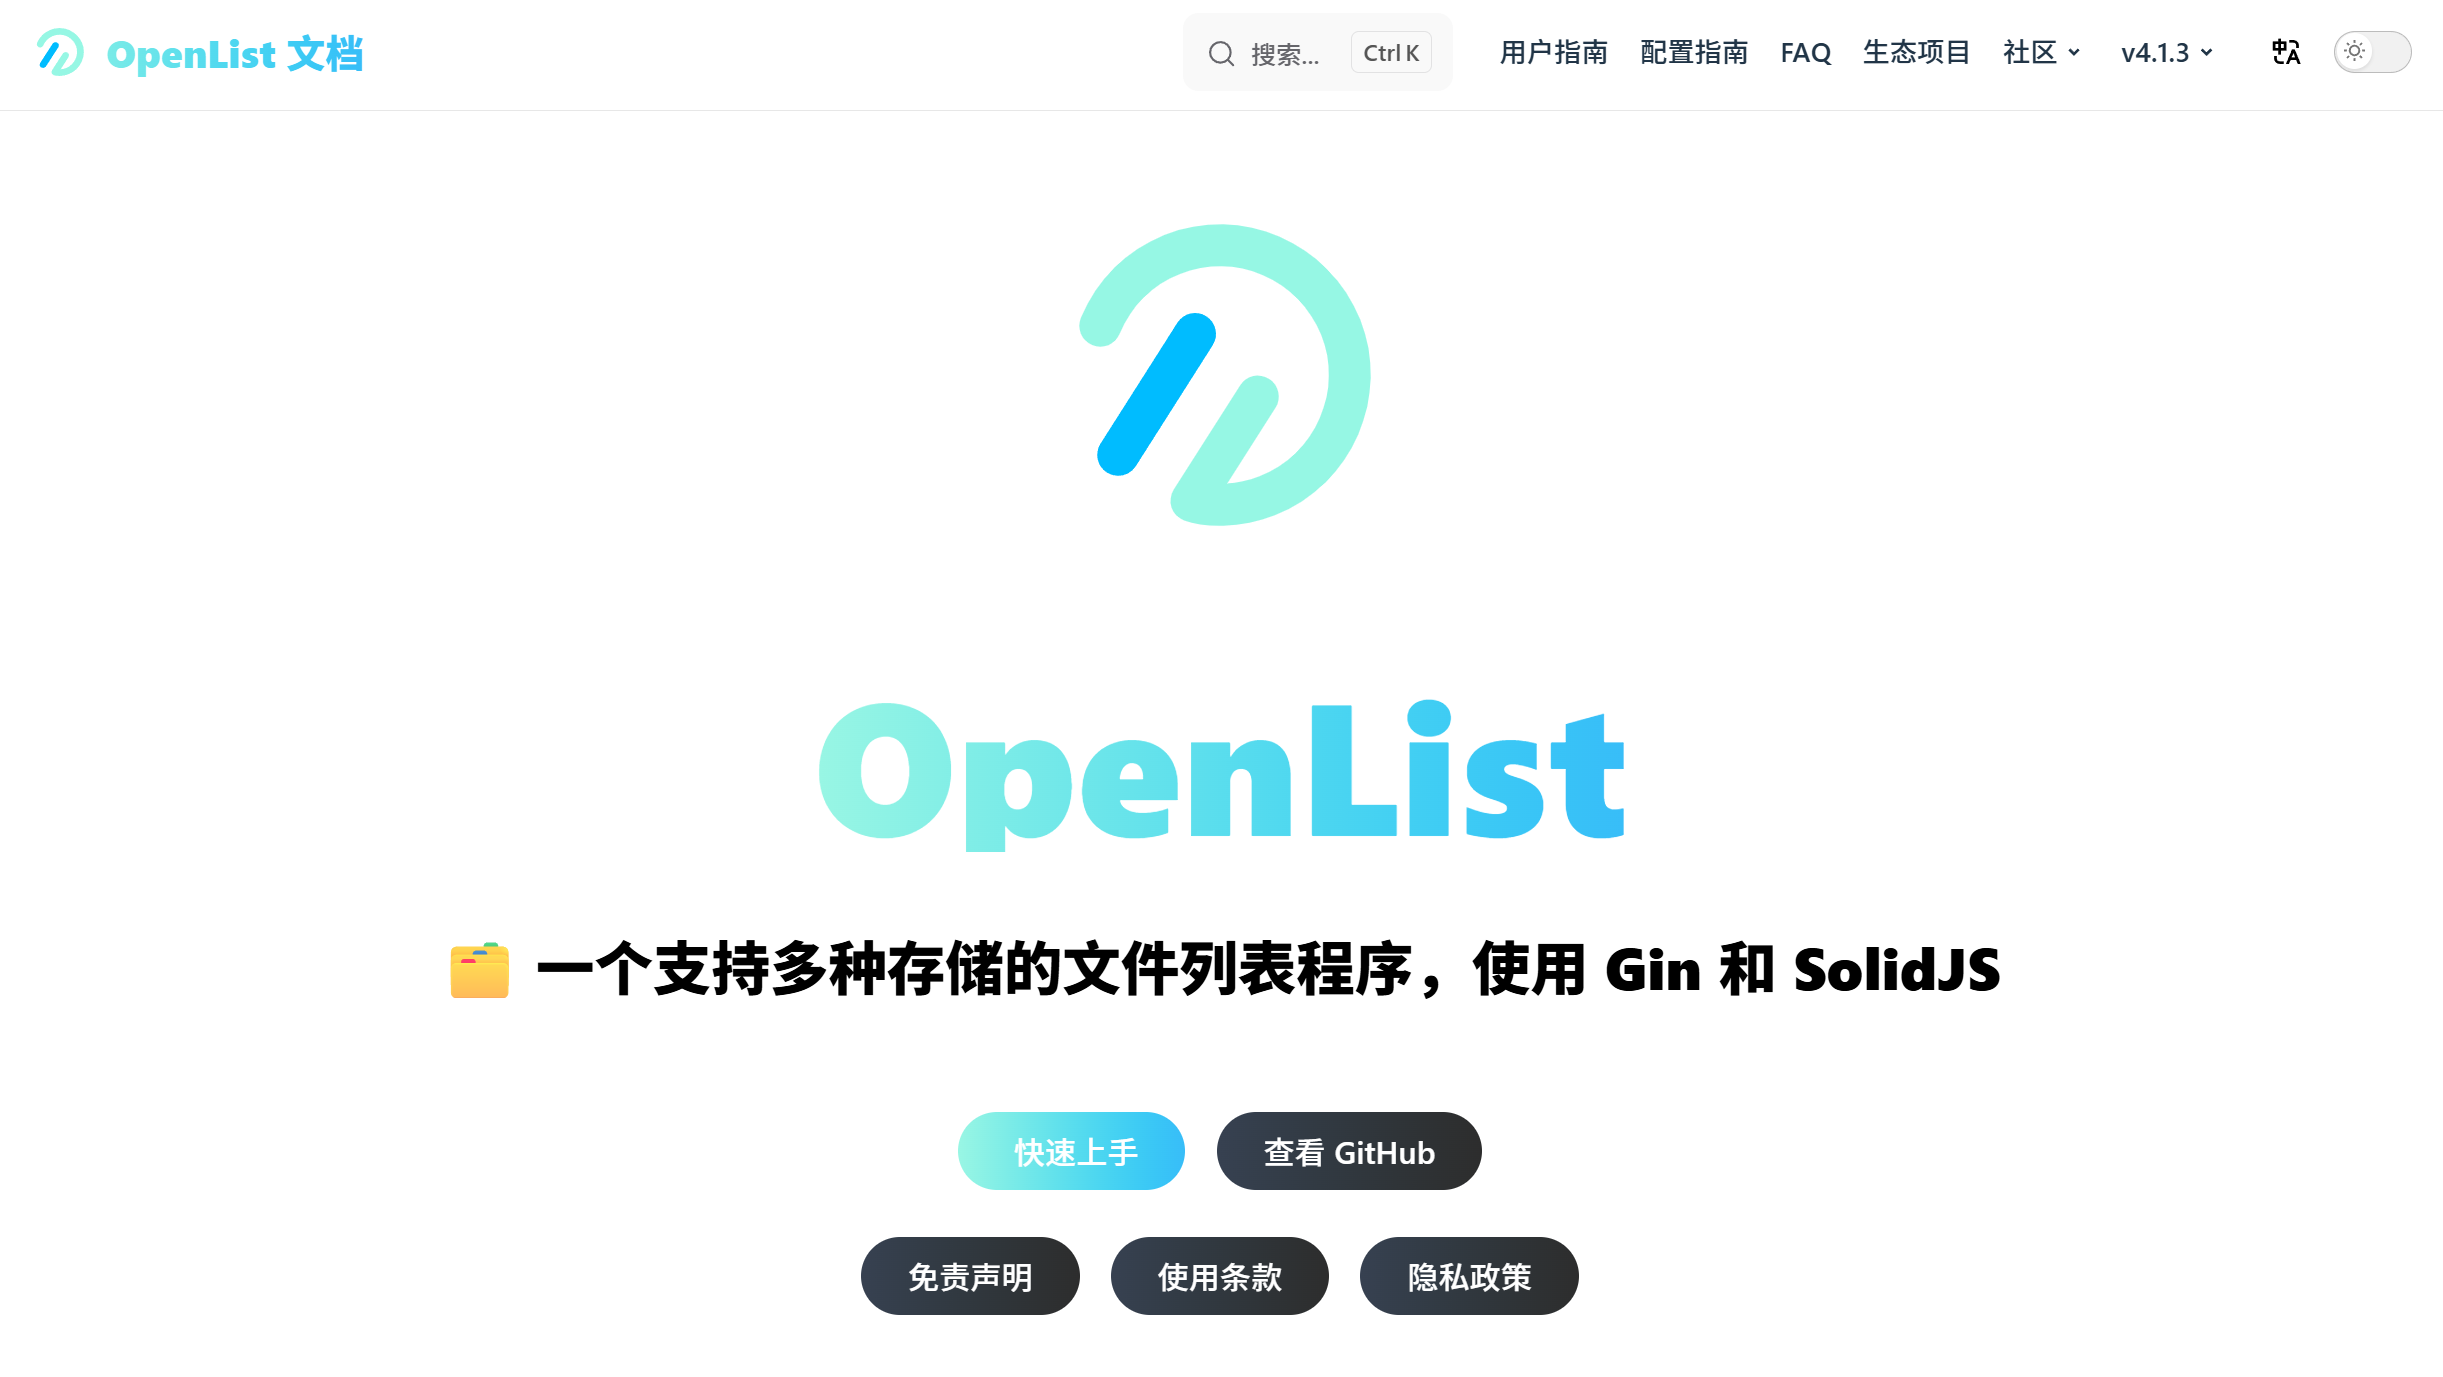 OpenList 文档
搜索... Ctrl K 用户指南 配置指南 FAQ 生态项目 社区 v4.1.3
OpenList
一个支持多种存储的文件列表程序，使用 Gin 和 SolidJS
快速上手 查看 GitHub
免责声明 使用条款 隐私政策